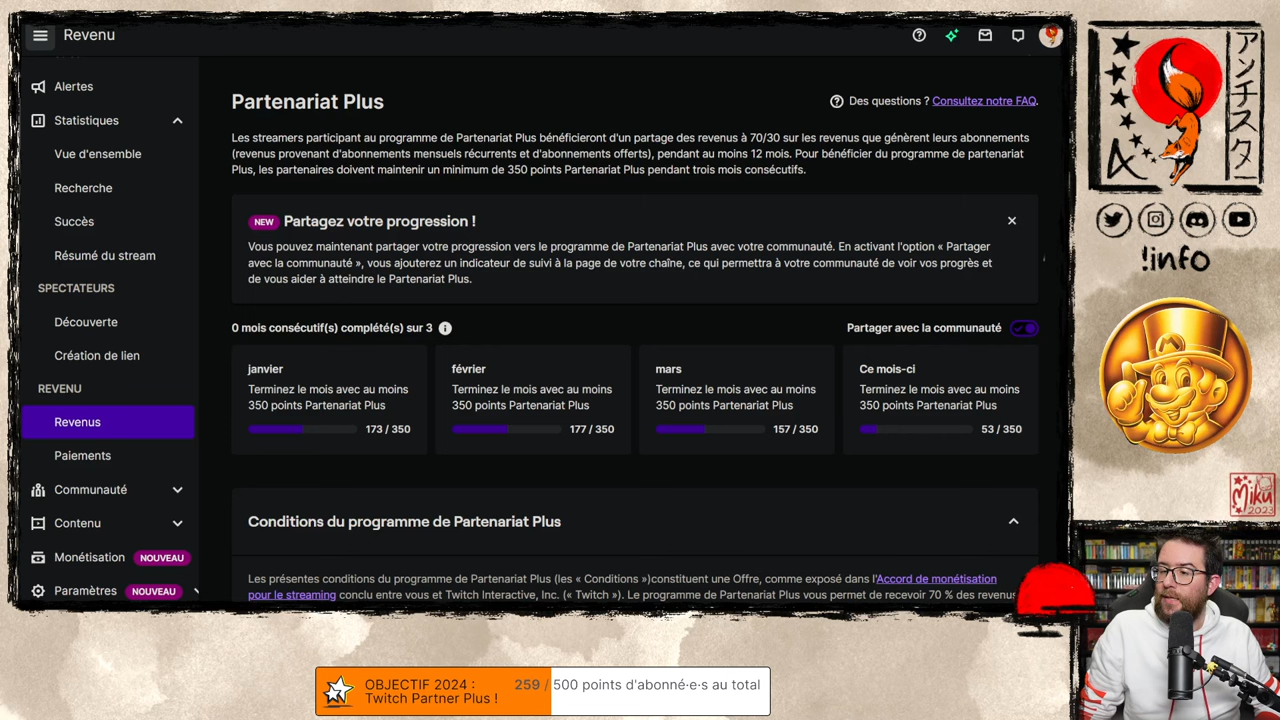 Revenu
Alertes
Statistiques
Vue d'ensemble
Recherche
Succès
Résumé du stream
SPECTATEURS
Découverte
Création de lien
REVENU
Revenus
Paiements
Communauté
Contenu
Monétisation NOUVEAU
Paramètres NOUVEAU
Partenariat Plus
Des questions ? Consultez notre FAQ.
Les streamers participant au programme de Partenariat Plus bénéficieront d'un partage des revenus à 70/30 sur les revenus que génèrent leurs abonnements
(revenus provenant d'abonnements mensuels récurrents et d'abonnements offerts), pendant au moins 12 mois. Pour bénéficier du programme de partenariat
Plus, les partenaires doivent maintenir un minimum de 350 points Partenariat Plus pendant trois mois consécutifs.
NEW Partagez votre progression !
Vous pouvez maintenant partager votre progression vers le programme de Partenariat Plus avec votre communauté. En activant l'option « Partager
avec la communauté », vous ajouterez un indicateur de suivi à la page de votre chaîne, ce qui permettra à votre communauté de voir vos progrès et
de vous aider à atteindre le Partenariat Plus.
0 mois consécutif(s) complété(s) sur 3
Partager avec la communauté
janvier
Terminez le mois avec au moins
350 points Partenariat Plus
173 / 350
février
Terminez le mois avec au moins
350 points Partenariat Plus
177 / 350
mars
Terminez le mois avec au moins
350 points Partenariat Plus
157 / 350
Ce mois-ci
Terminez le mois avec au moins
350 points Partenariat Plus
53 / 350
Conditions du programme de Partenariat Plus
Les présentes conditions du programme de Partenariat Plus (les « Conditions »)constituent une Offre, comme exposé dans l'Accord de monétisation
pour le streaming conclu entre vous et Twitch Interactive, Inc. (« Twitch »). Le programme de Partenariat Plus vous permet de recevoir 70 % des revenus
アンチスター
!info
Miku
2023
OBJECTIF 2024 :
Twitch Partner Plus !
259 / 500 points d'abonné·e·s au total